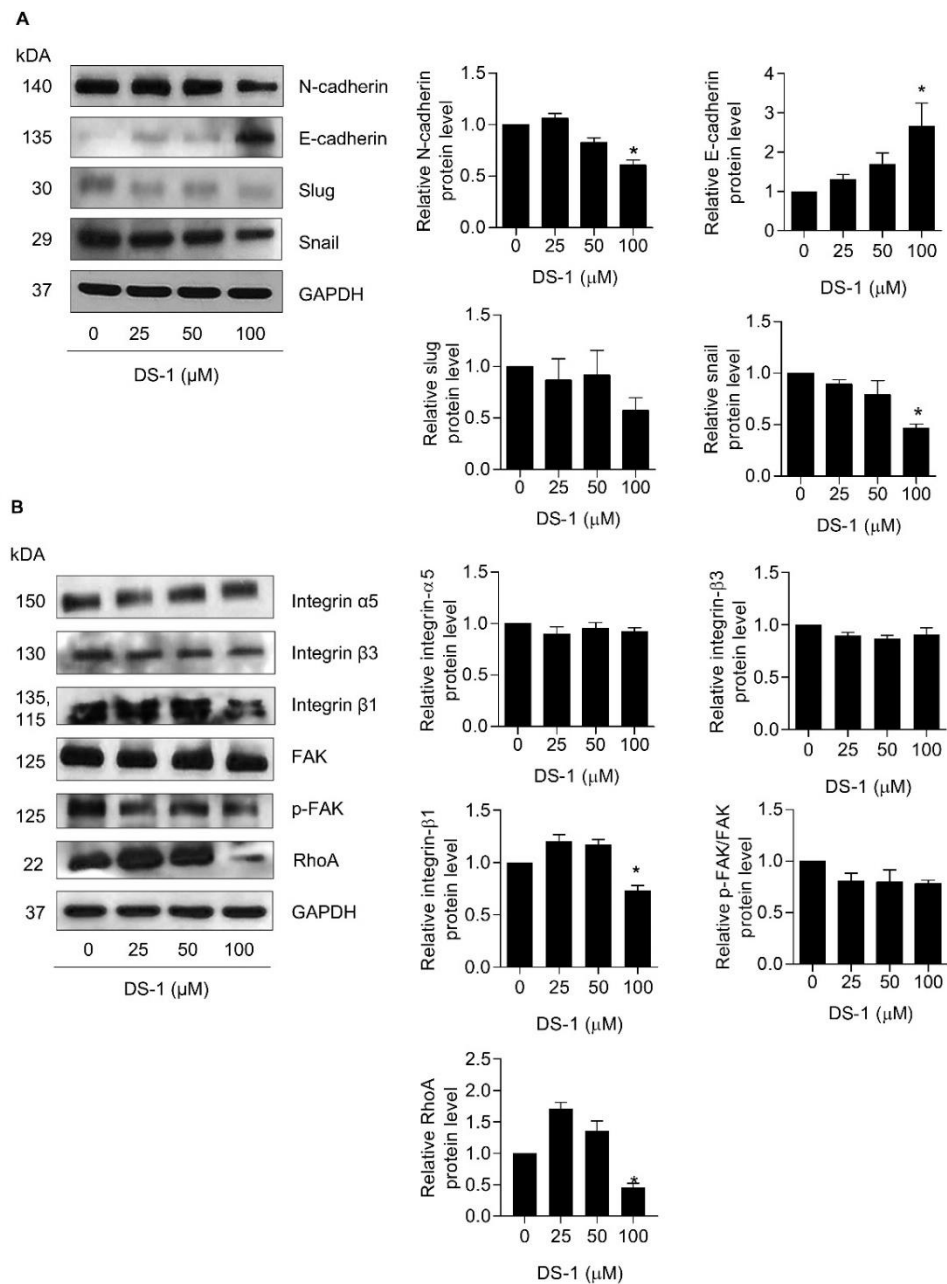 A
kDA
140
N-cadherin
135
E-cadherin
30
Slug
29
Snail
37
GAPDH
0 25 50 100
DS-1 (µM)
Relative N-cadherin
protein level
1.5
1.0
0.5
0.0
0 25 50 100
DS-1 (μM)
Relative E-cadherin
protein level
4
3
2
1
0
*
0 25 50 100
DS-1 (μM)
*
Relative slug
protein level
1.5
1.0
0.5
0.0
0 25 50 100
DS-1 (μM)
Relative snail
protein level
1.5
1.0
0.5
0.0
*
0 25 50 100
DS-1 (μM)
B
kDA
150
Integrin α5
130
Integrin β3
135,
115
Integrin β1
125
FAK
125
p-FAK
22
RhoA
37
GAPDH
0 25 50 100
DS-1 (µM)
Relative integrin-α5
protein level
1.5
1.0
0.5
0.0
0 25 50 100
DS-1 (μM)
Relative integrin-β3
protein level
1.5
1.0
0.5
0.0
0 25 50 100
DS-1 (μM)
Relative integrin-β1
protein level
1.5
1.0
0.5
0.0
*
0 25 50 100
DS-1 (μM)
Relative p-FAK/FAK
protein level
1.5
1.0
0.5
0.0
0 25 50 100
DS-1 (μM)
Relative RhoA
protein level
2.5
2.0
1.5
1.0
0.5
0.0
*
0 25 50 100
DS-1 (μM)